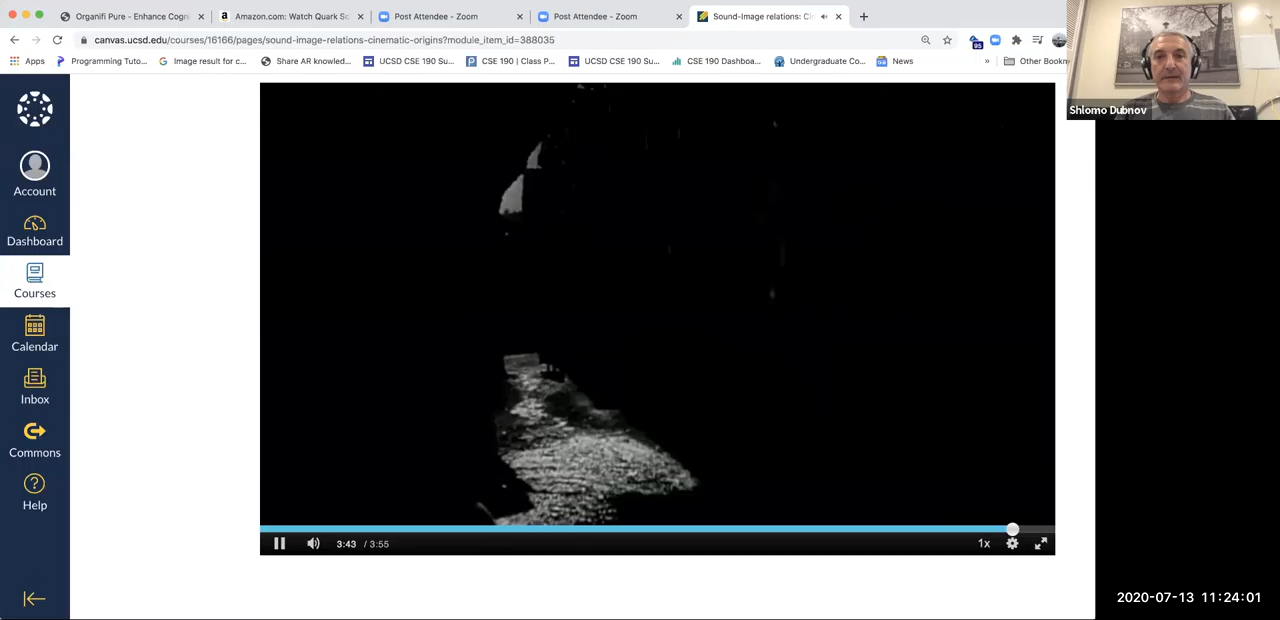 Organifi Pure - Enhance Cogn
Amazon.com: Watch Quark Sc
Post Attendee - Zoom
Post Attendee - Zoom
Sound-Image relations: Ci
canvas.ucsd.edu/courses/16166/pages/sound-image-relations-cinematic-origins?module_item_id=388035
95
Apps
Programming Tuto...
Image result for c...
Share AR knowled...
UCSD CSE 190 Su...
CSE 190 | Class P...
UCSD CSE 190 Su...
CSE 190 Dashboa...
Undergraduate Co...
News
»
Other Bookm
Shlomo Dubnov
Account
Dashboard
Courses
Calendar
Inbox
Commons
Help
3:43 / 3:55
1x
2020-07-13 11:24:01